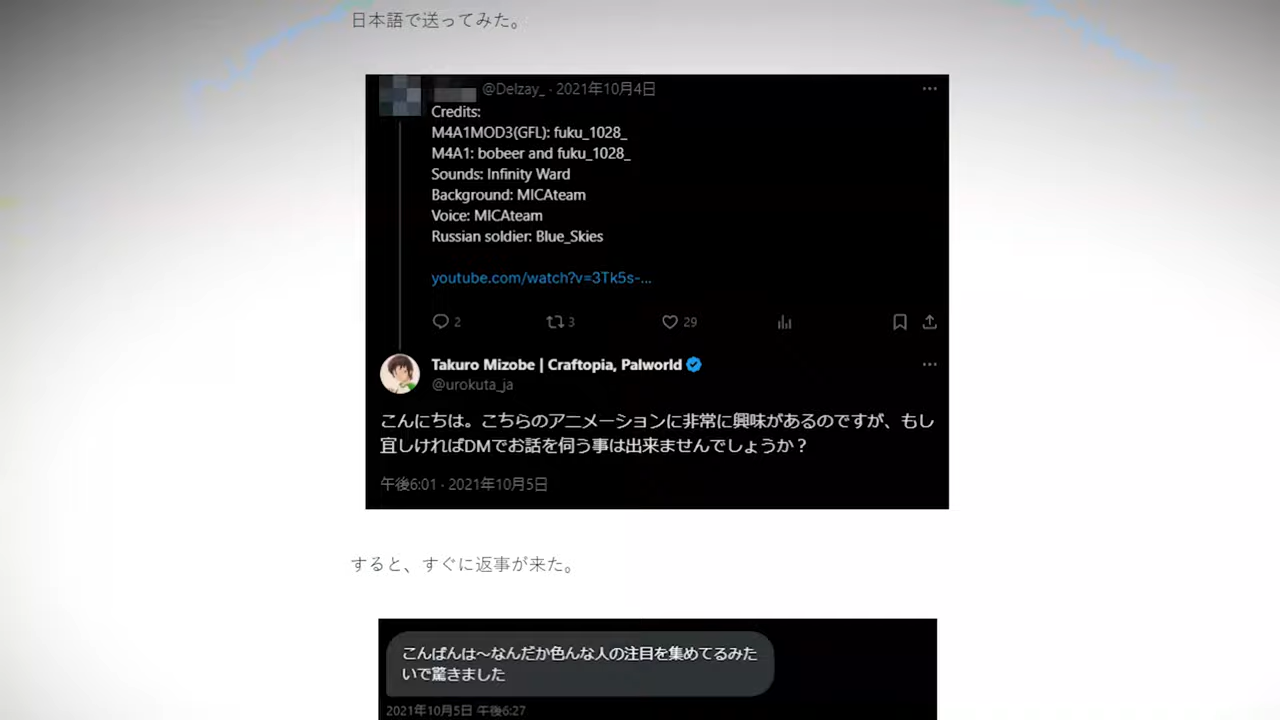 日本語で送ってみた。
@Delzay_ · 2021年10月4日
Credits:
M4A1MOD3(GFL): fuku_1028_
M4A1: bobeer and fuku_1028_
Sounds: Infinity Ward
Background: MICAteam
Voice: MICAteam
Russian soldier: Blue_Skies
youtube.com/watch?v=3Tk5s-...
2 3 29
Takuro Mizobe | Craftopia, Palworld
@urokuta_ja
こんにちは。こちらのアニメーションに非常に興味があるのですが、もし
宜しければDMでお話を伺う事は出来ませんでしょうか？
午後6:01 · 2021年10月5日
すると、すぐに返事が来た。
こんばんは〜なんだか色んな人の注目を集めてるみた
いで驚きました
2021年10月5日 午後6:27